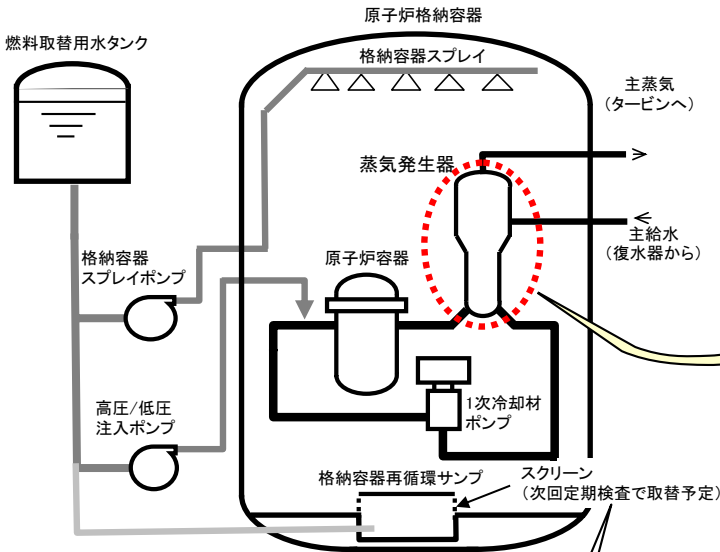 原子炉格納容器
燃料取替用水タンク
格納容器スプレイ
主蒸気
(タービンへ)
蒸気発生器
主給水
(復水器から)
格納容器
スプレイポンプ
原子炉容器
高圧/低圧
注入ポンプ
1次冷却材
ポンプ
格納容器再循環サンプ
スクリーン
(次回定期検査で取替予定)